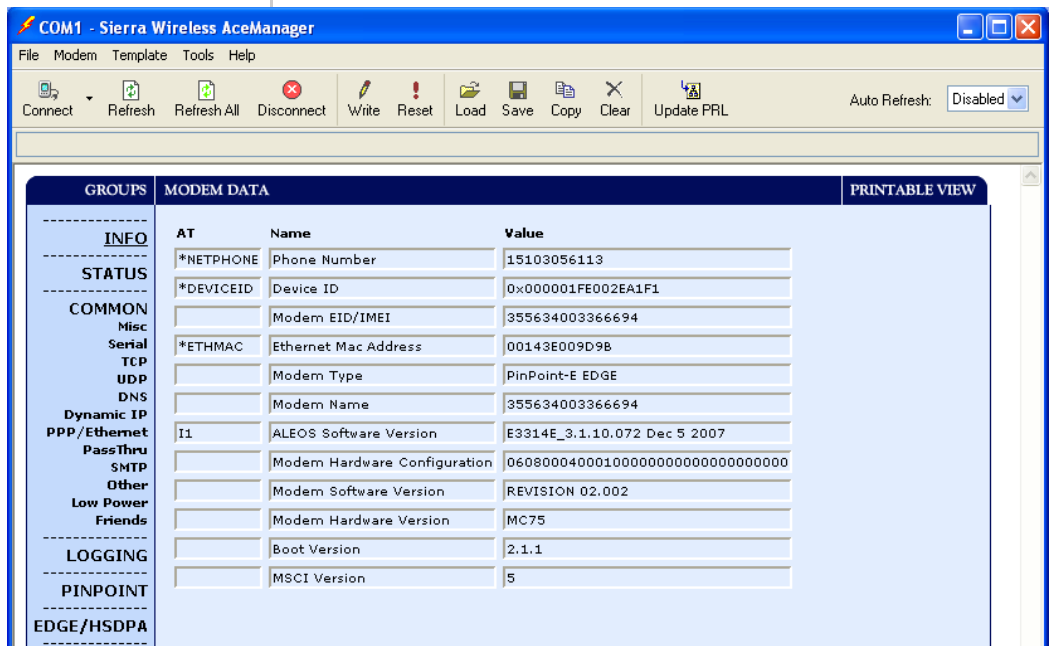 COM1 - Sierra Wireless AceManager
File Modem Template Tools Help
Connect Refresh Refresh All Disconnect Write Reset Load Save Copy Clear Update PRL Auto Refresh: Disabled
GROUPS MODEM DATA PRINTABLE VIEW
INFO
STATUS
COMMON
Misc
Serial
TCP
UDP
DNS
Dynamic IP
PPP/Ethernet
PassThru
SMTP
Other
Low Power
Friends
LOGGING
PINPOINT
EDGE/HSDPA
AT Name Value
*NETPHONE Phone Number 15103056113
*DEVICEID Device ID 0x000001FE002EA1F1
Modem EID/IMEI 355634003366694
*ETHMAC Ethernet Mac Address 00143E009D9B
Modem Type PinPoint-E EDGE
Modem Name 355634003366694
I1 ALEOS Software Version E3314E_3.1.10.072 Dec 5 2007
Modem Hardware Configuration
Modem Software Version REVISION 02.002
Modem Hardware Version MC75
Boot Version 2.1.1
MSCI Version 5